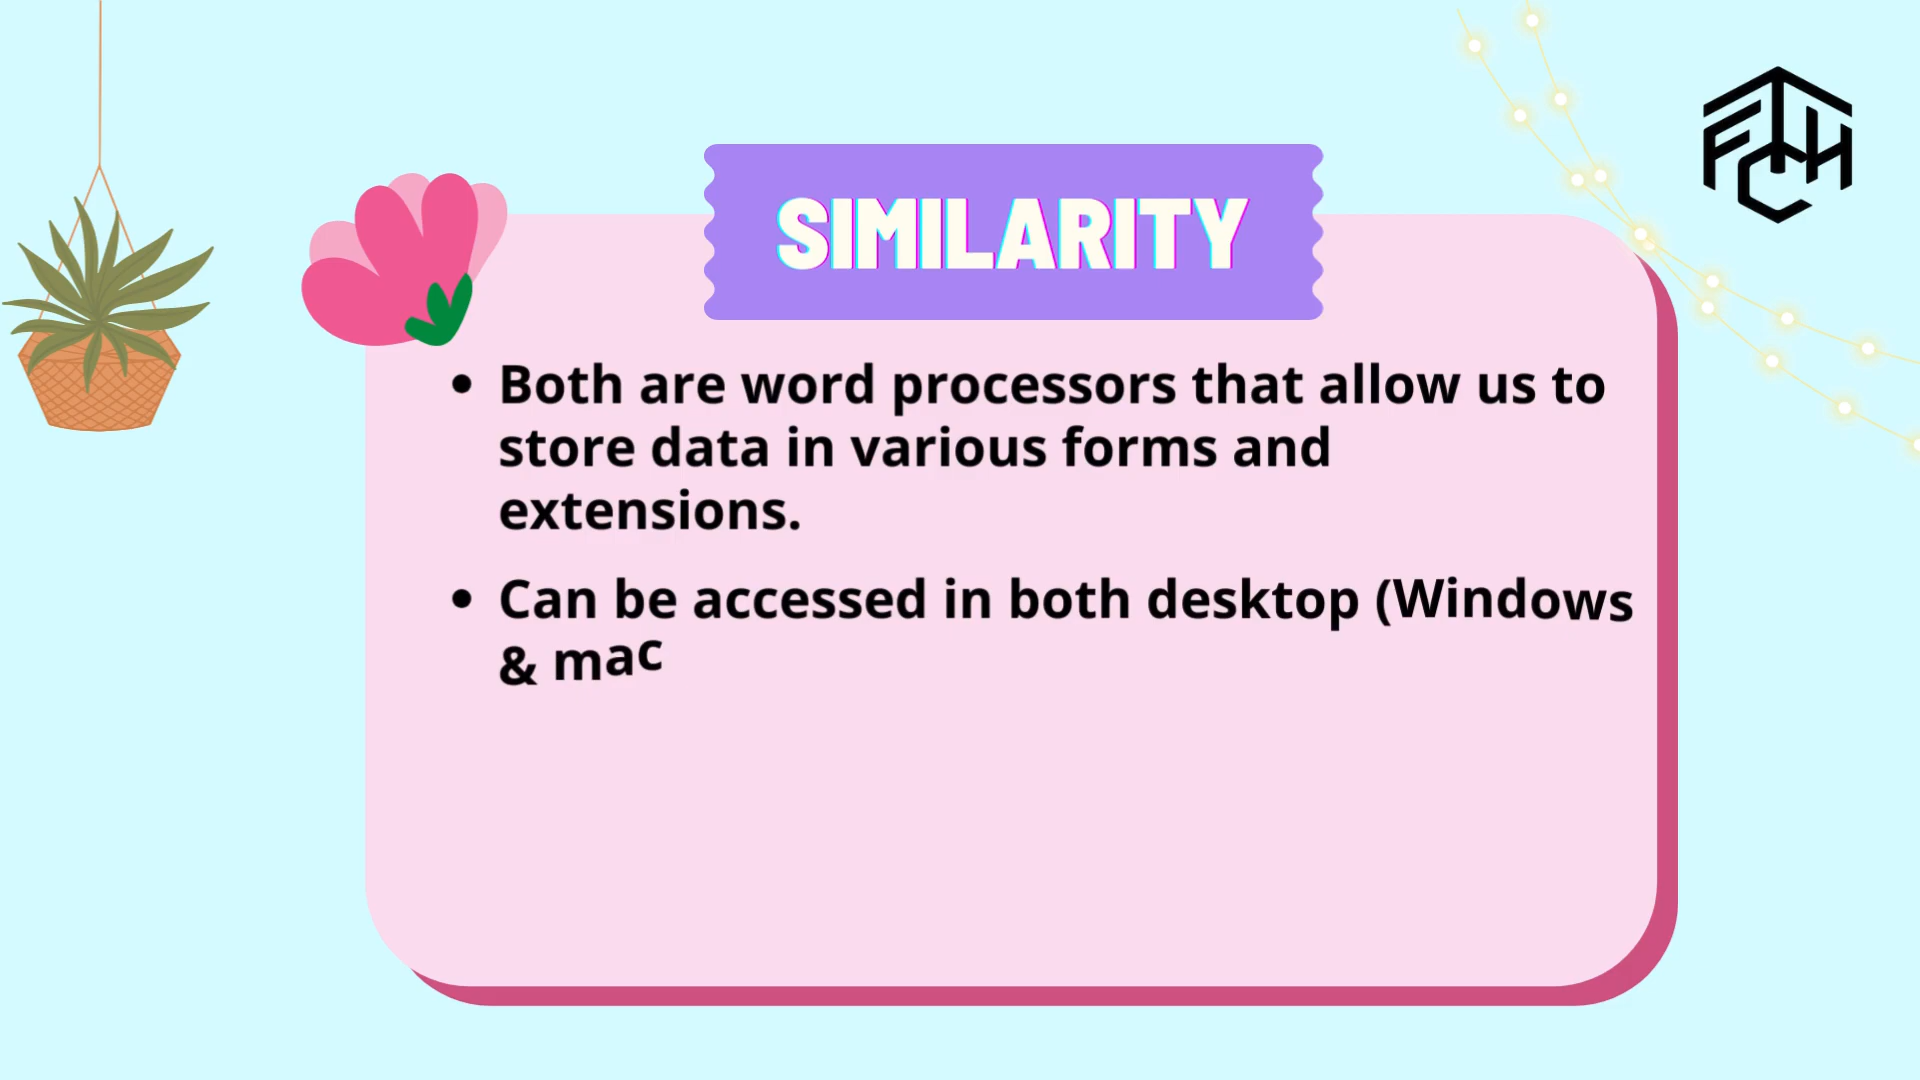 SIMILARITY
• Both are word processors that allow us to
store data in various forms and
extensions.
• Can be accessed in both desktop (Windows
& mac